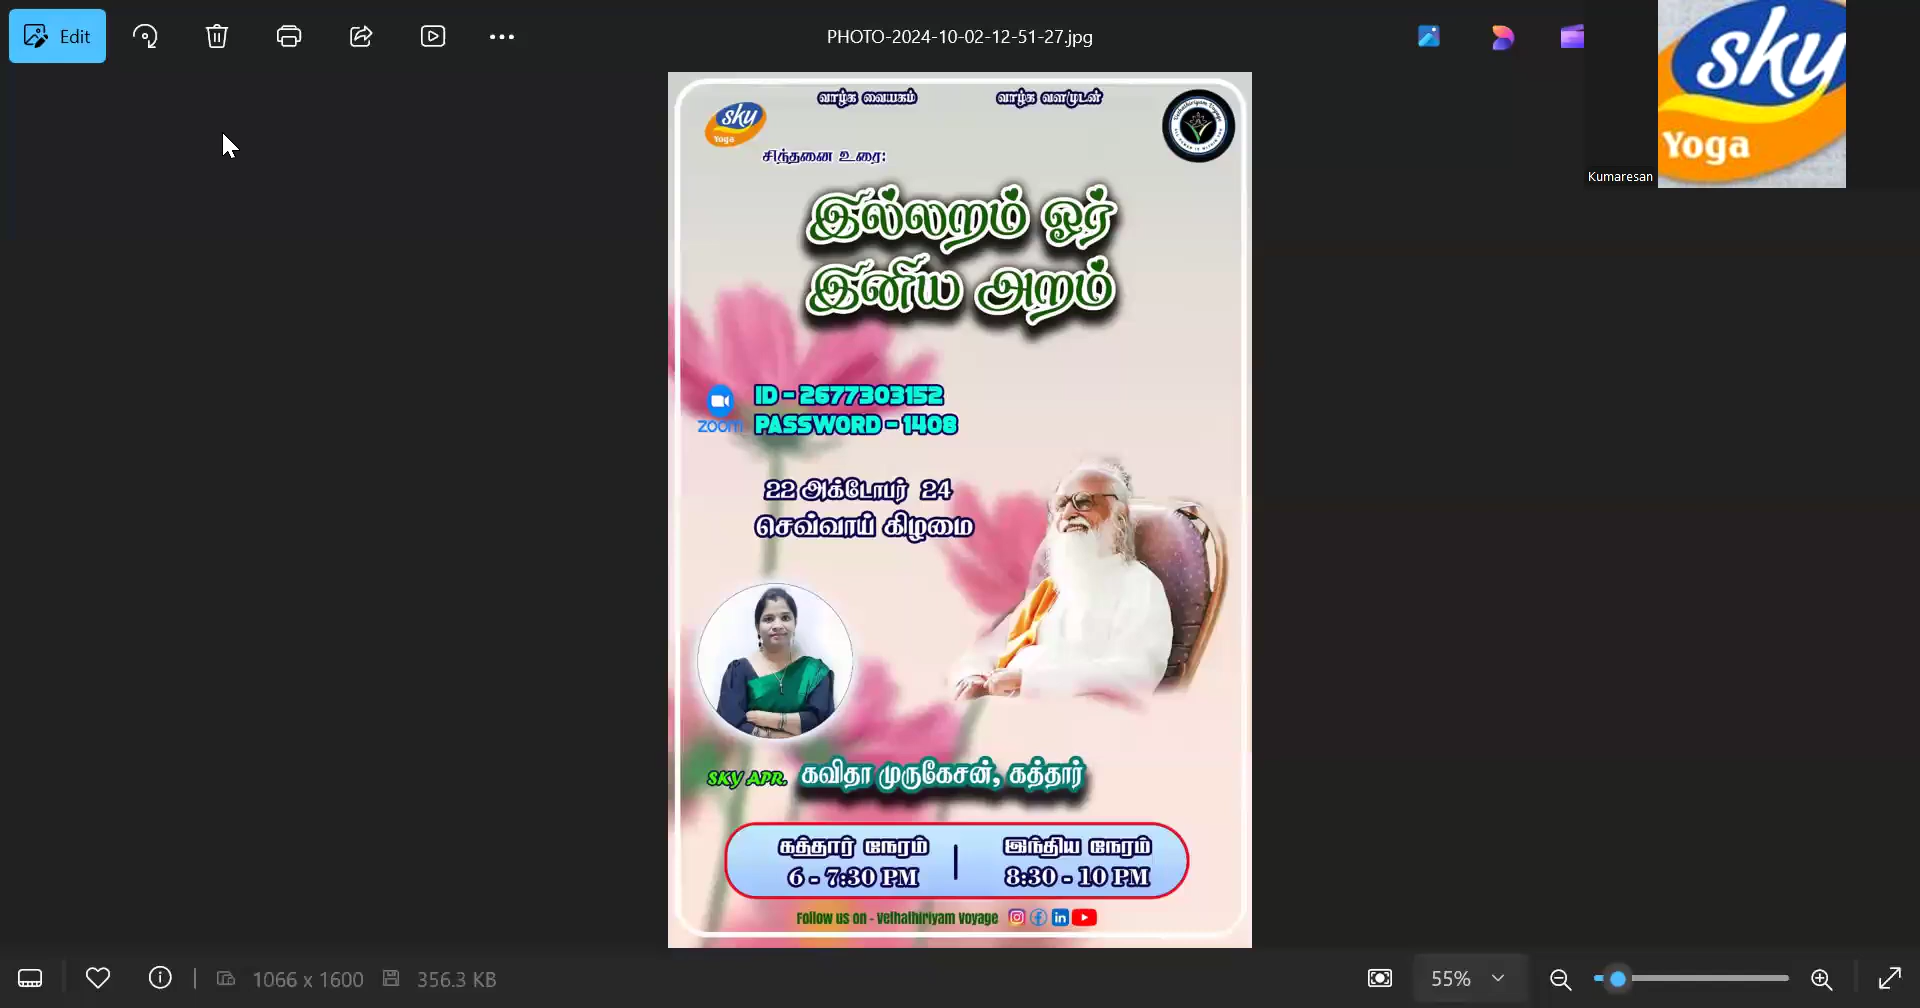 Edit
PHOTO-2024-10-02-12-51-27.jpg
sky
Yoga
Kumaresan
வாழ்க வையகம் வாழ்க வளமுடன்
sky
Yoga
Vethathiriyam Voyage
சிந்தனை உரை:
இல்லறம் ஓர்
இனிய அறம்
ID - 2677303152
zoom
PASSWORD - 1408
22 அக்டோபர் 24
செவ்வாய் கிழமை
SKY APR. கவிதா முருகேசன், கத்தார்
கத்தார் நேரம் இந்திய நேரம்
6 - 7:30 PM 8:30 - 10 PM
Follow us on - Vethathiriyam Voyage
1066 x 1600 356.3 KB 55%